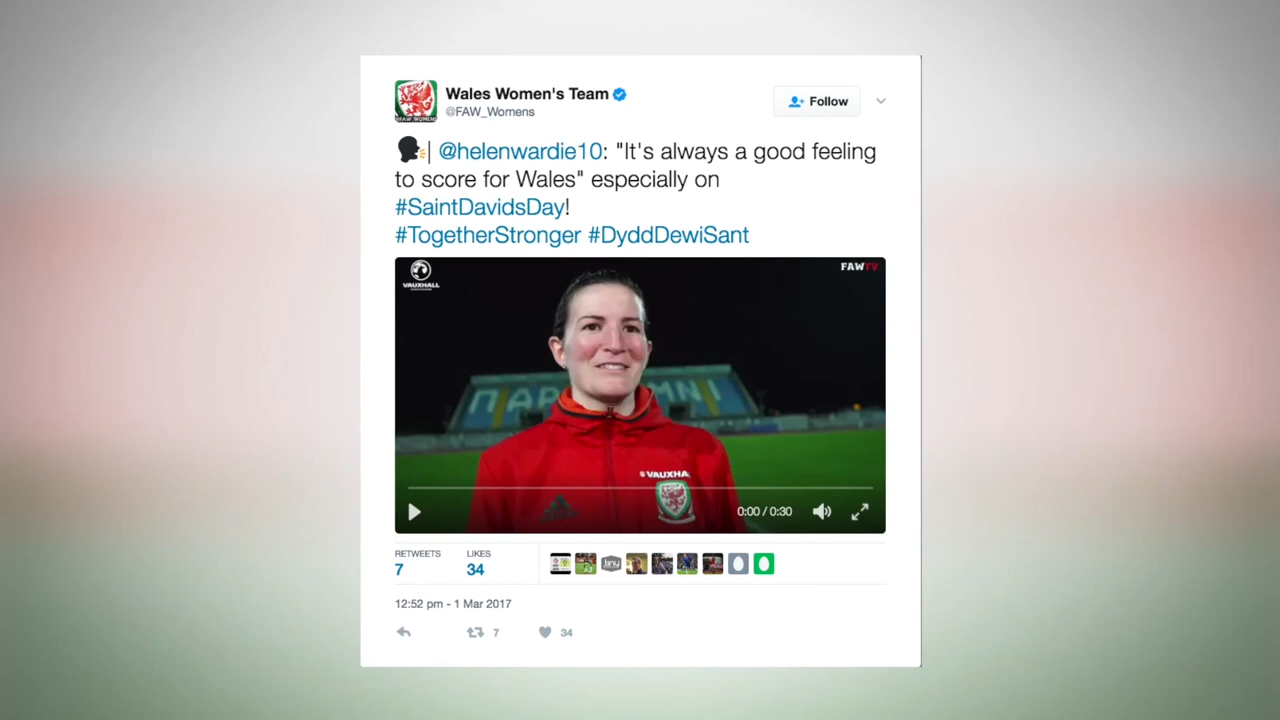 Wales Women's Team
@FAW_Womens
Follow
| @helenwardie10: "It's always a good feeling
to score for Wales" especially on
#SaintDavidsDay!
#TogetherStronger #DyddDewiSant
VAUXHALL
FAWTV
VAUXHA
0:00 / 0:30
RETWEETS
LIKES
7
34
12:52 pm - 1 Mar 2017
7
34